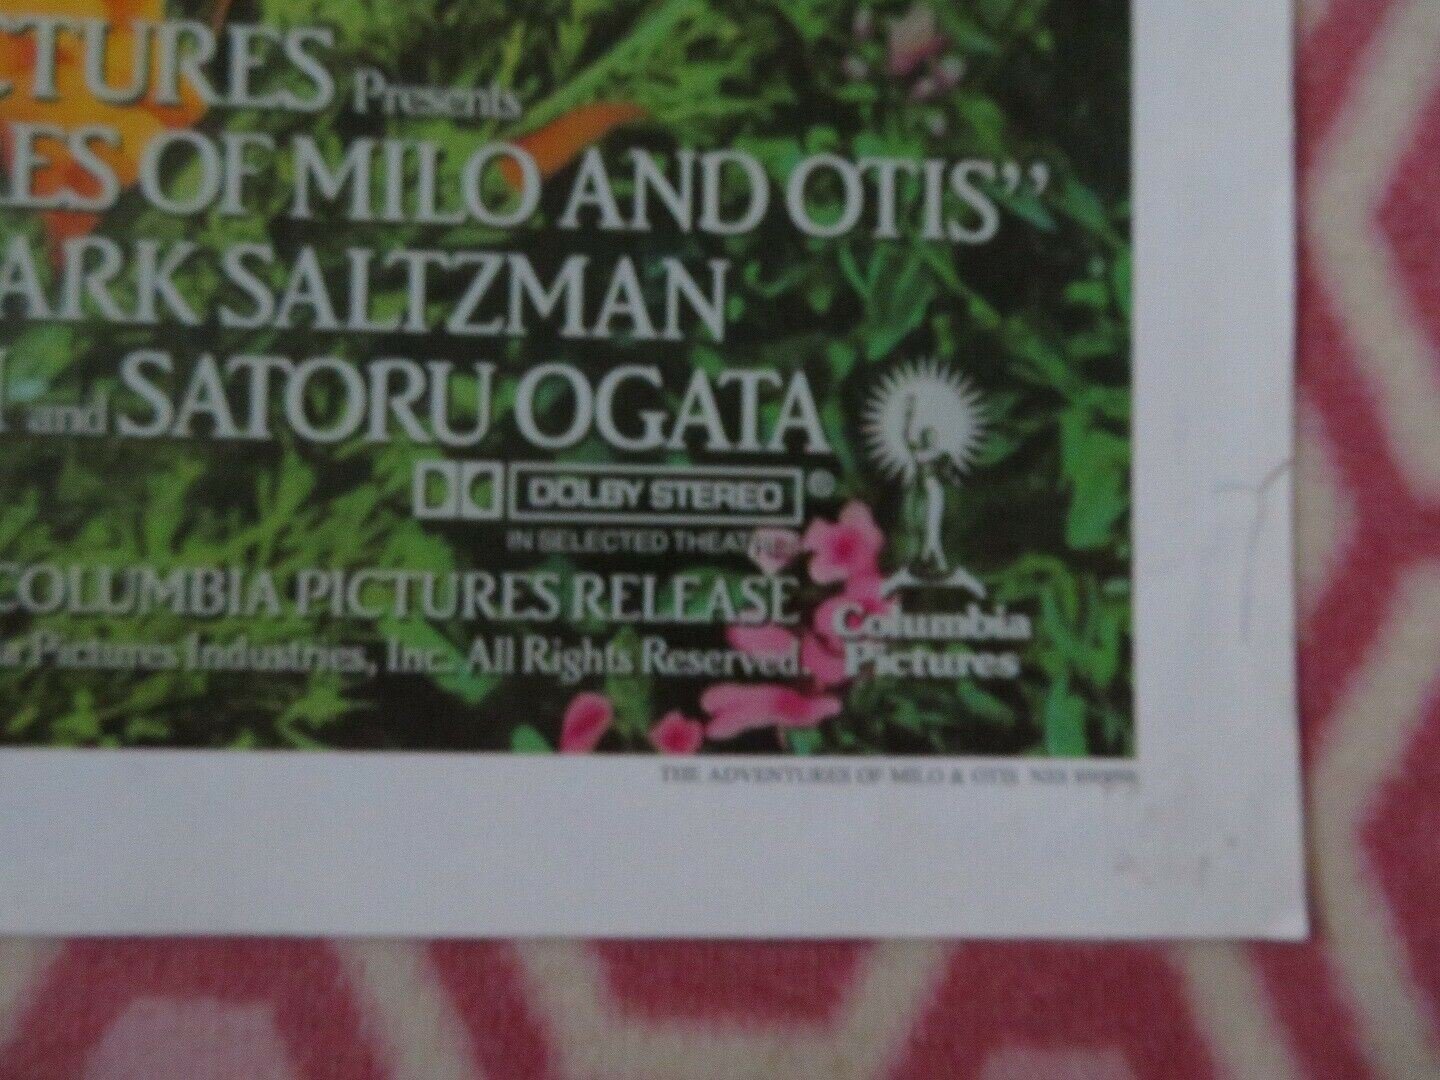 CTURES Presents
ES OF MILO AND OTIS”
ARK SALTZMAN
and SATORU OGATA
DOLBY STEREO ®
IN SELECTED THEATRES
COLUMBIA PICTURES RELEASE
a Pictures Industries, Inc. All Rights Reserved.
Columbia
Pictures
THE ADVENTURES OF MILO & OTIS NSS